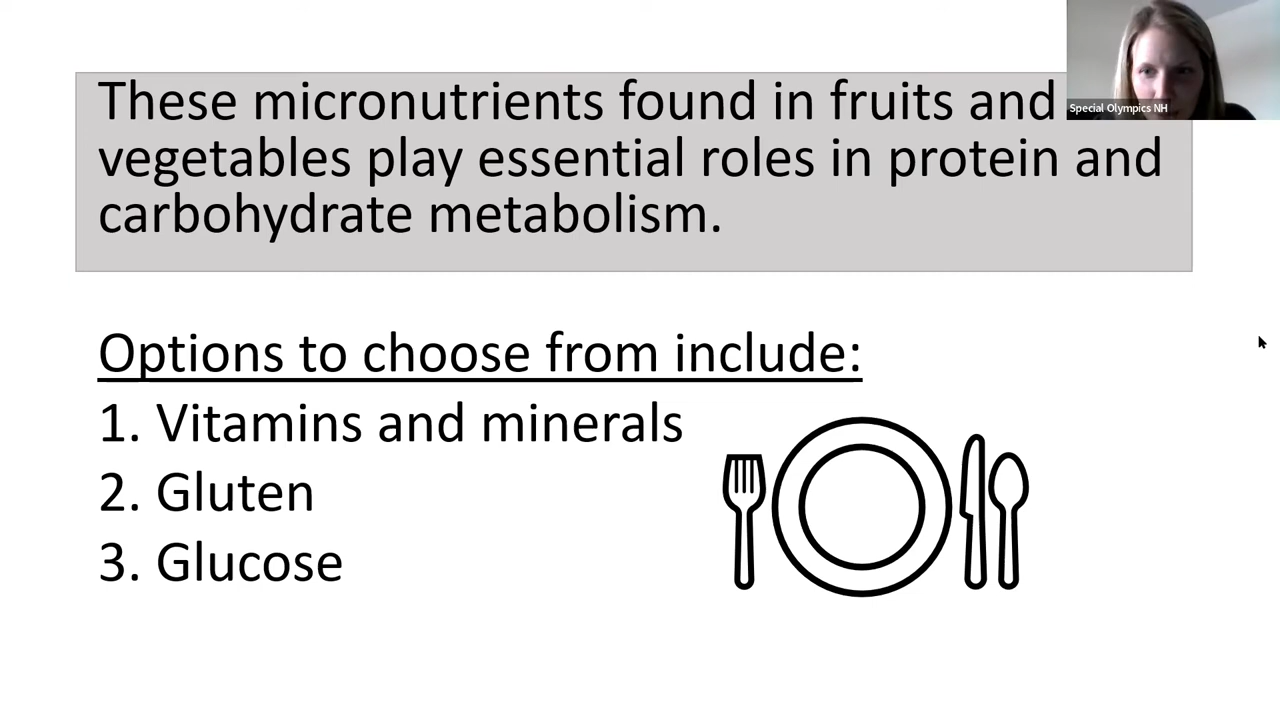 These micronutrients found in fruits and
vegetables play essential roles in protein and
carbohydrate metabolism.
Special Olympics NH
Options to choose from include:
1. Vitamins and minerals
2. Gluten
3. Glucose